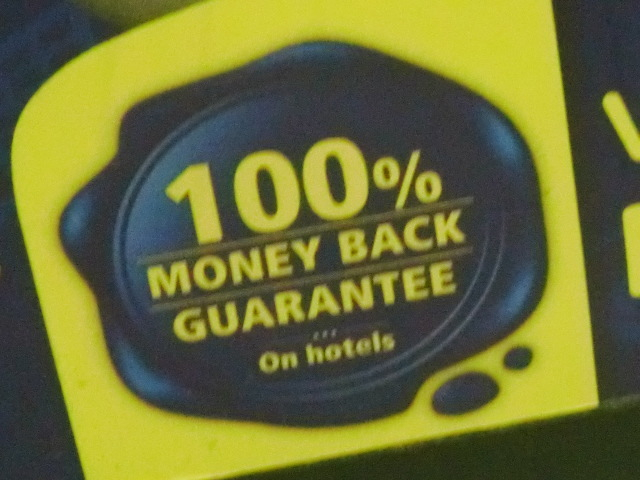 100%
MONEY BACK
GUARANTEE
...
On hotels